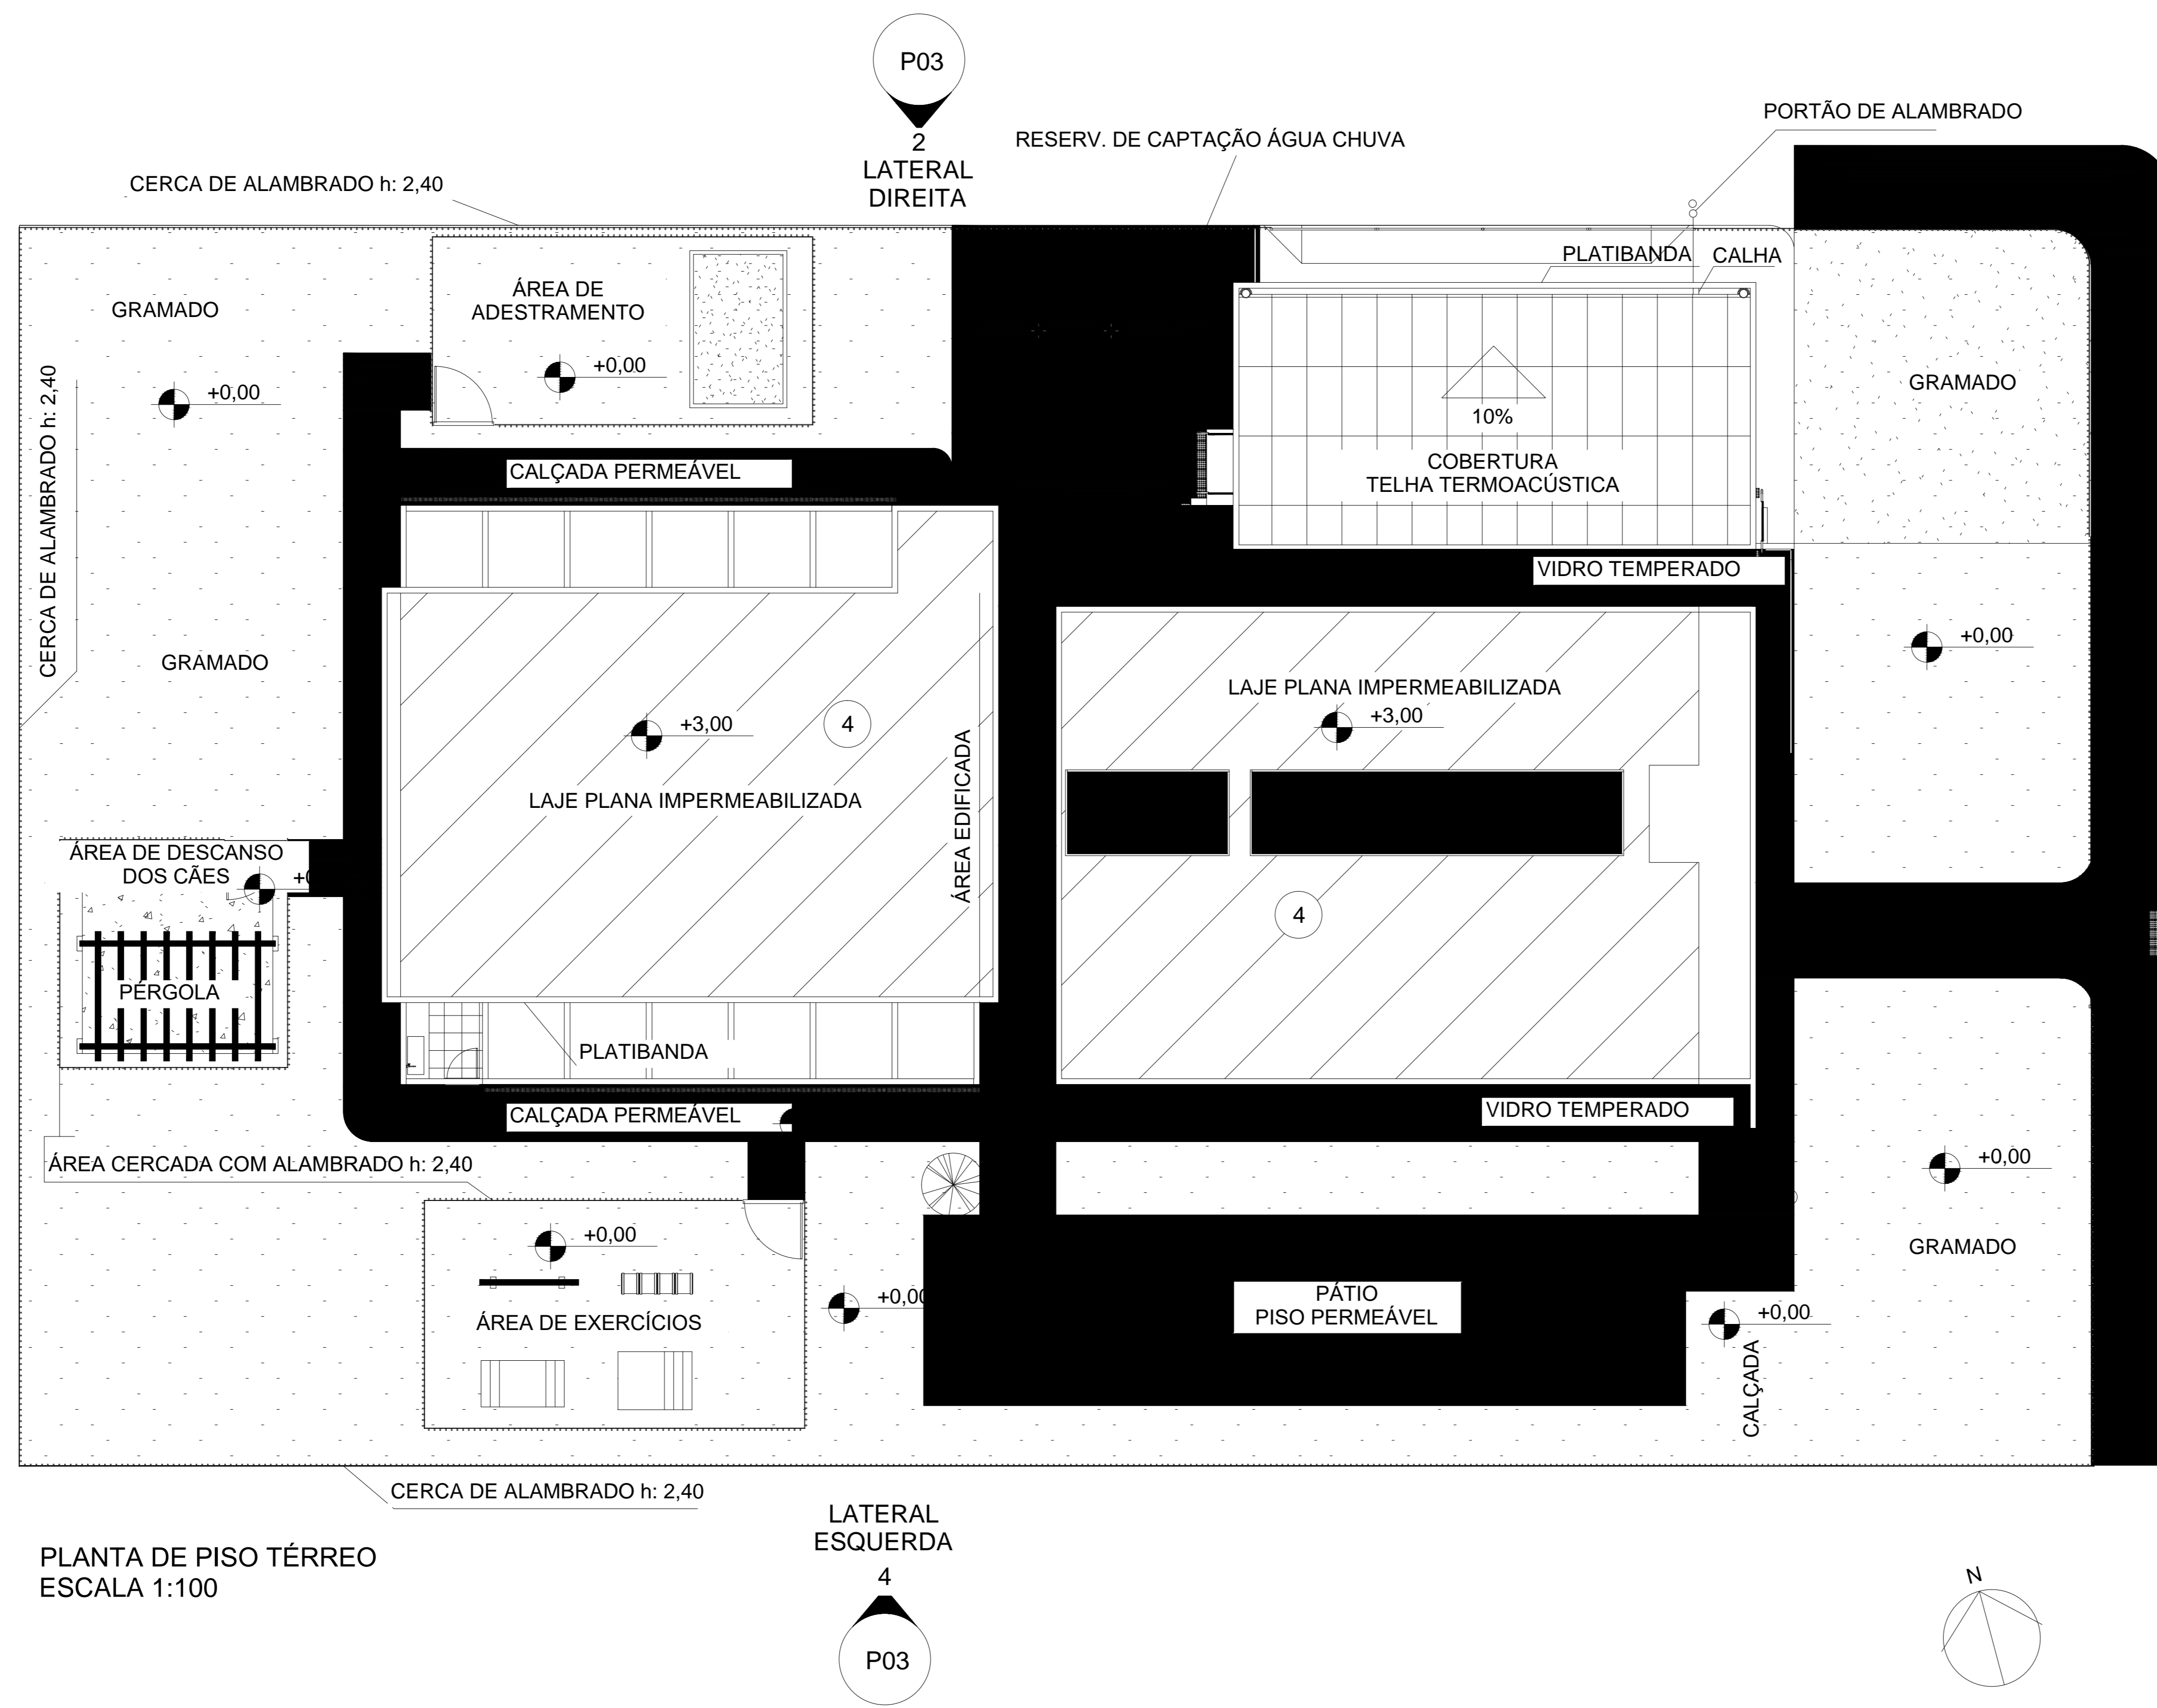 P03
2
LATERAL
DIREITA
RESERV. DE CAPTAÇÃO ÁGUA CHUVA
PORTÃO DE ALAMBRADO
CERCA DE ALAMBRADO h: 2,40
PLATIBANDA
CALHA
GRAMADO
ÁREA DE
ADESTRAMENTO
+0,00
+0,00
GRAMADO
10%
CERCA DE ALAMBRADO h: 2,40
CALÇADA PERMEÁVEL
COBERTURA
TELHA TERMOACÚSTICA
VIDRO TEMPERADO
+0,00
GRAMADO
LAJE PLANA IMPERMEABILIZADA
+3,00
+3,00
4
LAJE PLANA IMPERMEABILIZADA
ÁREA EDIFICADA
ÁREA DE DESCANSO
DOS CÃES
4
PÉRGOLA
PLATIBANDA
CALÇADA PERMEÁVEL
VIDRO TEMPERADO
ÁREA CERCADA COM ALAMBRADO h: 2,40
+0,00
+0,00
GRAMADO
+0,00
PÁTIO
PISO PERMEÁVEL
+0,00
ÁREA DE EXERCÍCIOS
CALÇADA
CERCA DE ALAMBRADO h: 2,40
LATERAL
ESQUERDA
4
P03
PLANTA DE PISO TÉRREO
ESCALA 1:100
N